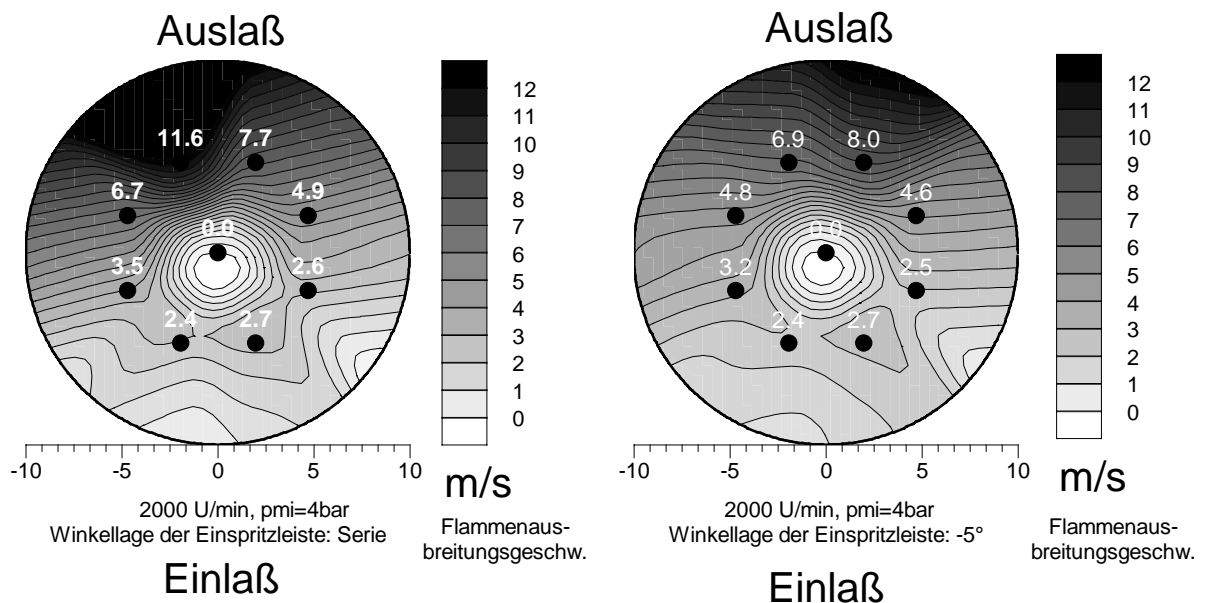 Auslaß
11.6 7.7
6.7 4.9
0.0
3.5 2.6
2.4 2.7
12
11
10
9
8
7
6
5
4
3
2
1
0
-10 -5 0 5 10
m/s
2000 U/min, pmi=4bar
Winkellage der Einspritzleiste: Serie
Flammenaus-
breitungsgeschw.
Einlaß
Auslaß
6.9 8.0
4.8 4.6
0.0
3.2 2.5
2.4 2.7
12
11
10
9
8
7
6
5
4
3
2
1
0
-10 -5 0 5 10
m/s
2000 U/min, pmi=4bar
Winkellage der Einspritzleiste: -5°
Flammenaus-
breitungsgeschw.
Einlaß